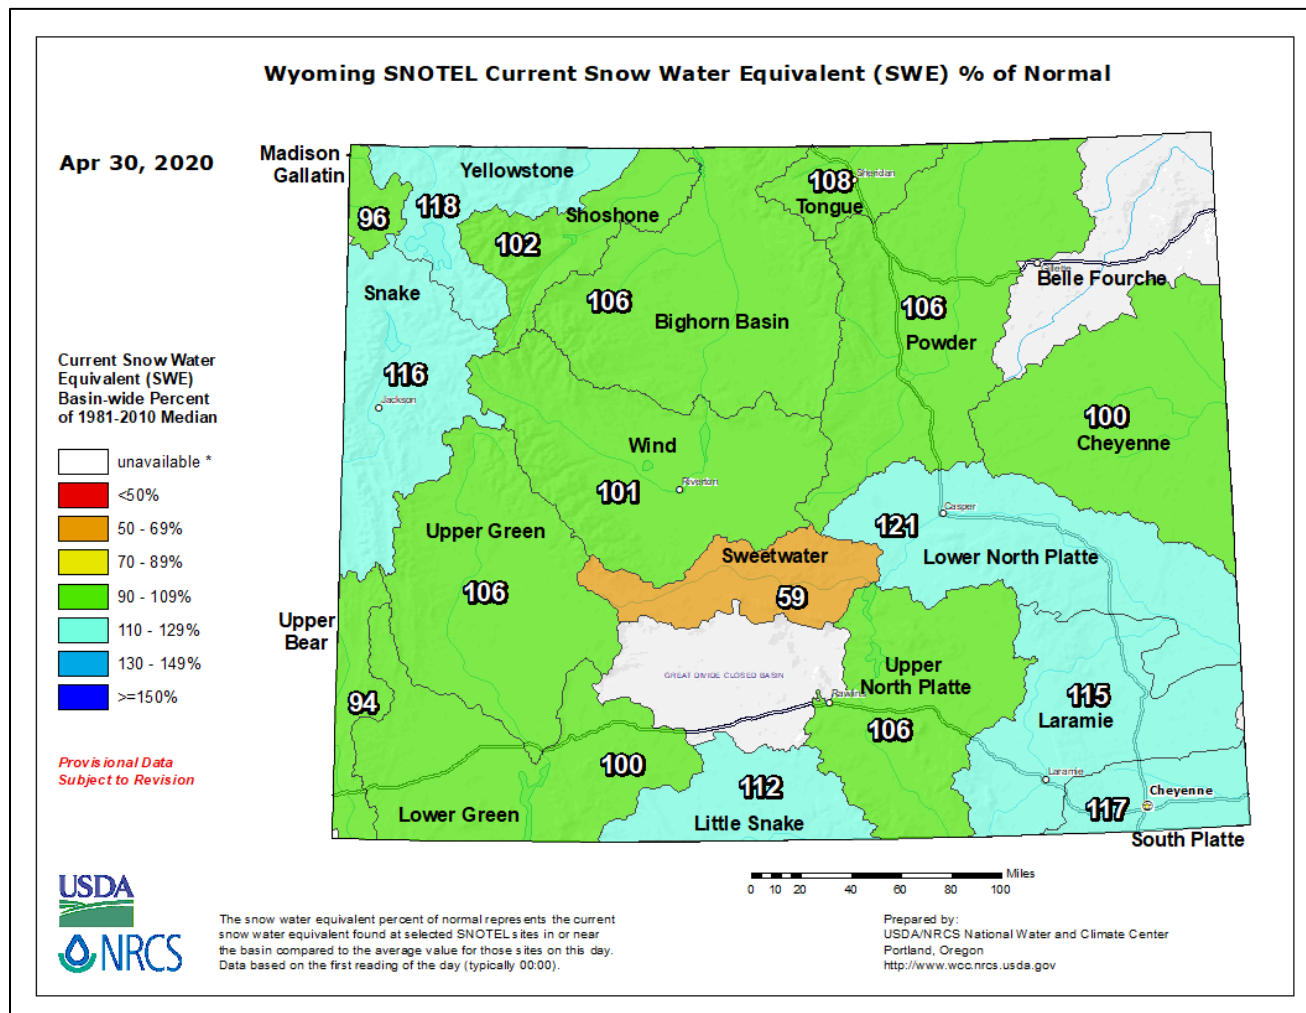 Wyoming SNOTEL Current Snow Water Equivalent (SWE) % of Normal
Apr 30, 2020
Madison
Gallatin
Yellowstone
118
96
Shoshone
102
108
Sheridan
Tongue
Snake
116
Jackson
106
Bighorn Basin
106
Powder
Gillette
Belle Fourche
100
Cheyenne
Wind
101
Riverton
Upper Green
106
Sweetwater
59
121
Casper
Lower North Platte
Upper
Bear
94
GREAT DIVIDE CLOSED BASIN
Rawlins
Upper
North Platte
106
115
Laramie
Laramie
100
Lower Green
112
Little Snake
117
Cheyenne
South Platte
Current Snow Water
Equivalent (SWE)
Basin-wide Percent
of 1981-2010 Median
unavailable *
<50%
50 - 69%
70 - 89%
90 - 109%
110 - 129%
130 - 149%
>=150%
Provisional Data
Subject to Revision
Miles
0 10 20 40 60 80 100
USDA
NRCS
The snow water equivalent percent of normal represents the current
snow water equivalent found at selected SNOTEL sites in or near
the basin compared to the average value for those sites on this day.
Data based on the first reading of the day (typically 00:00).
Prepared by:
USDA/NRCS National Water and Climate Center
Portland, Oregon
http://www.wcc.nrcs.usda.gov